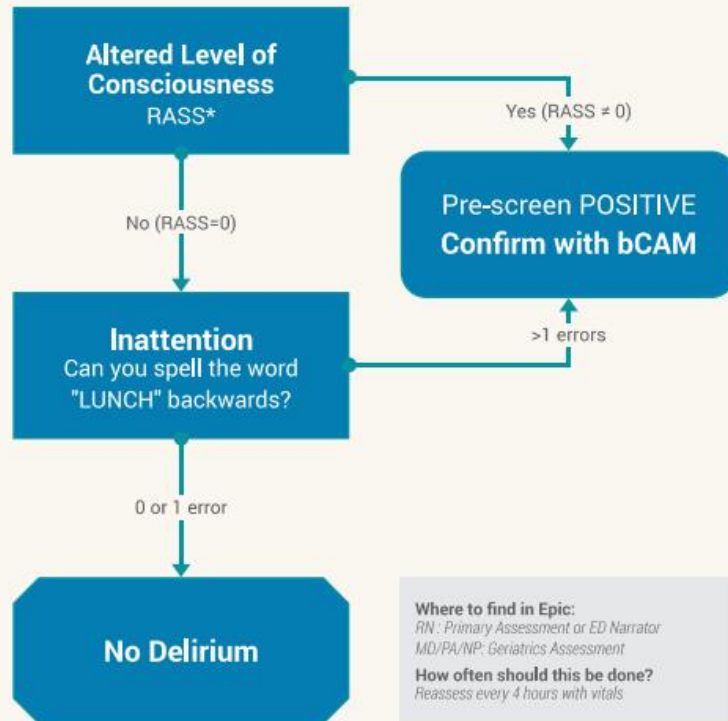 Altered Level of
Consciousness
RASS*
Yes (RASS ≠ 0)
No (RASS=0)
Pre-screen POSITIVE
Confirm with bCAM
Inattention
Can you spell the word
"LUNCH" backwards?
>1 errors
0 or 1 error
No Delirium
Where to find in Epic:
RN : Primary Assessment or ED Narrator
MD/PA/NP: Geriatrics Assessment
How often should this be done?
Reassess every 4 hours with vitals